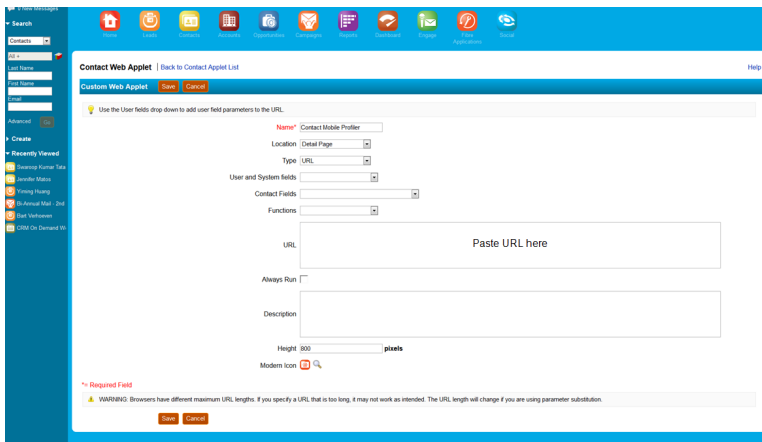 0 New Messages
Search
Contacts
All +
Last Name
First Name
Email
Advanced Go
Create
Recently Viewed
Swaroop Kumar Tata
Jennifer Matos
Yiming Huang
Bi-Annual Mail - 2nd
Bart Verhoeven
CRM On Demand W
Home Leads Contacts Accounts Opportunities Campaigns Reports Dashboard Engage Fibre Applications Social
Contact Web Applet | Back to Contact Applet List Help
Custom Web Applet Save Cancel
Use the User fields drop down to add user field parameters to the URL.
Name* Contact Mobile Profiler
Location Detail Page
Type URL
User and System fields
Contact Fields
Functions
URL Paste URL here
Always Run
Description
Height 800 pixels
Modern Icon
*= Required Field
WARNING: Browsers have different maximum URL lengths. If you specify a URL that is too long, it may not work as intended. The URL length will change if you are using parameter substitution.
Save Cancel